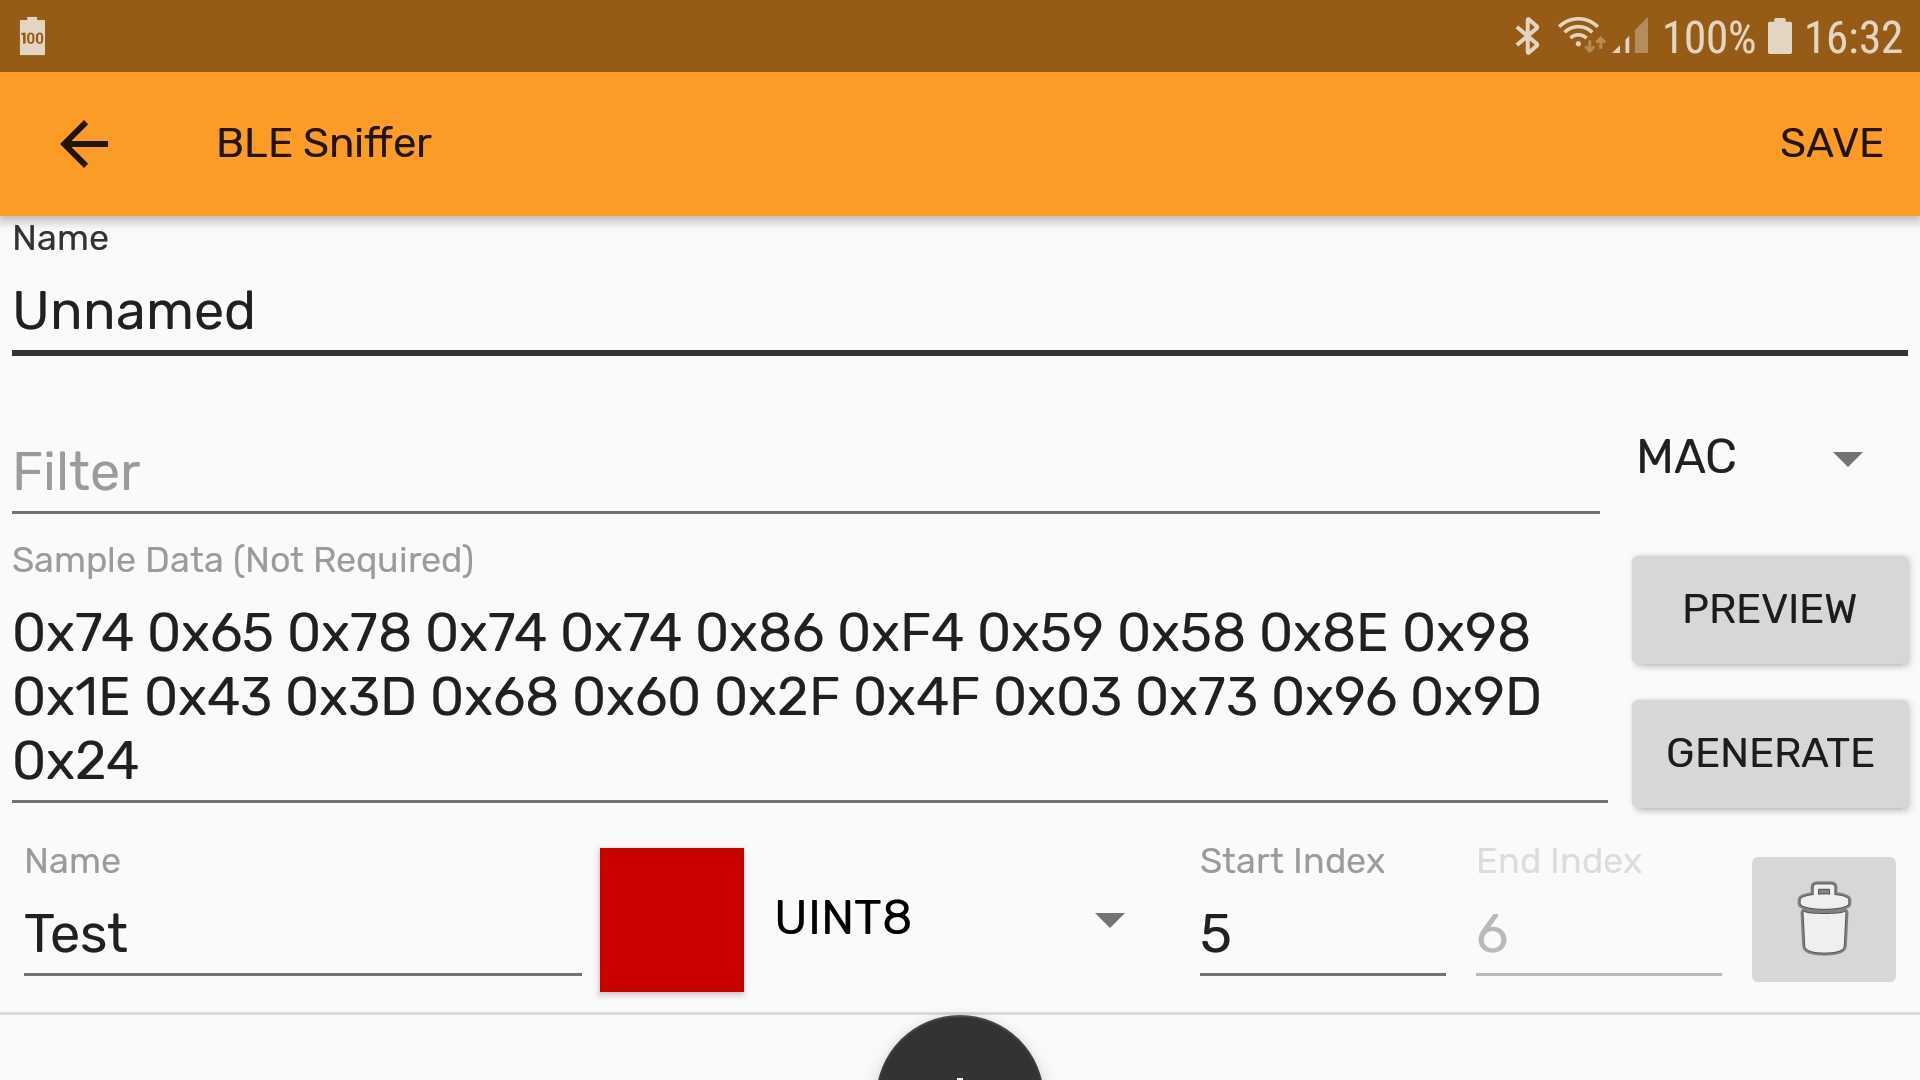 100
100% 16:32
BLE Sniffer
SAVE
Name
Unnamed
Filter
MAC
Sample Data (Not Required)
0x74 0x65 0x78 0x74 0x74 0x86 0xF4 0x59 0x58 0x8E 0x98
0x1E 0x43 0x3D 0x68 0x60 0x2F 0x4F 0x03 0x73 0x96 0x9D
0x24
PREVIEW
GENERATE
Name
Test
UINT8
Start Index
5
End Index
6